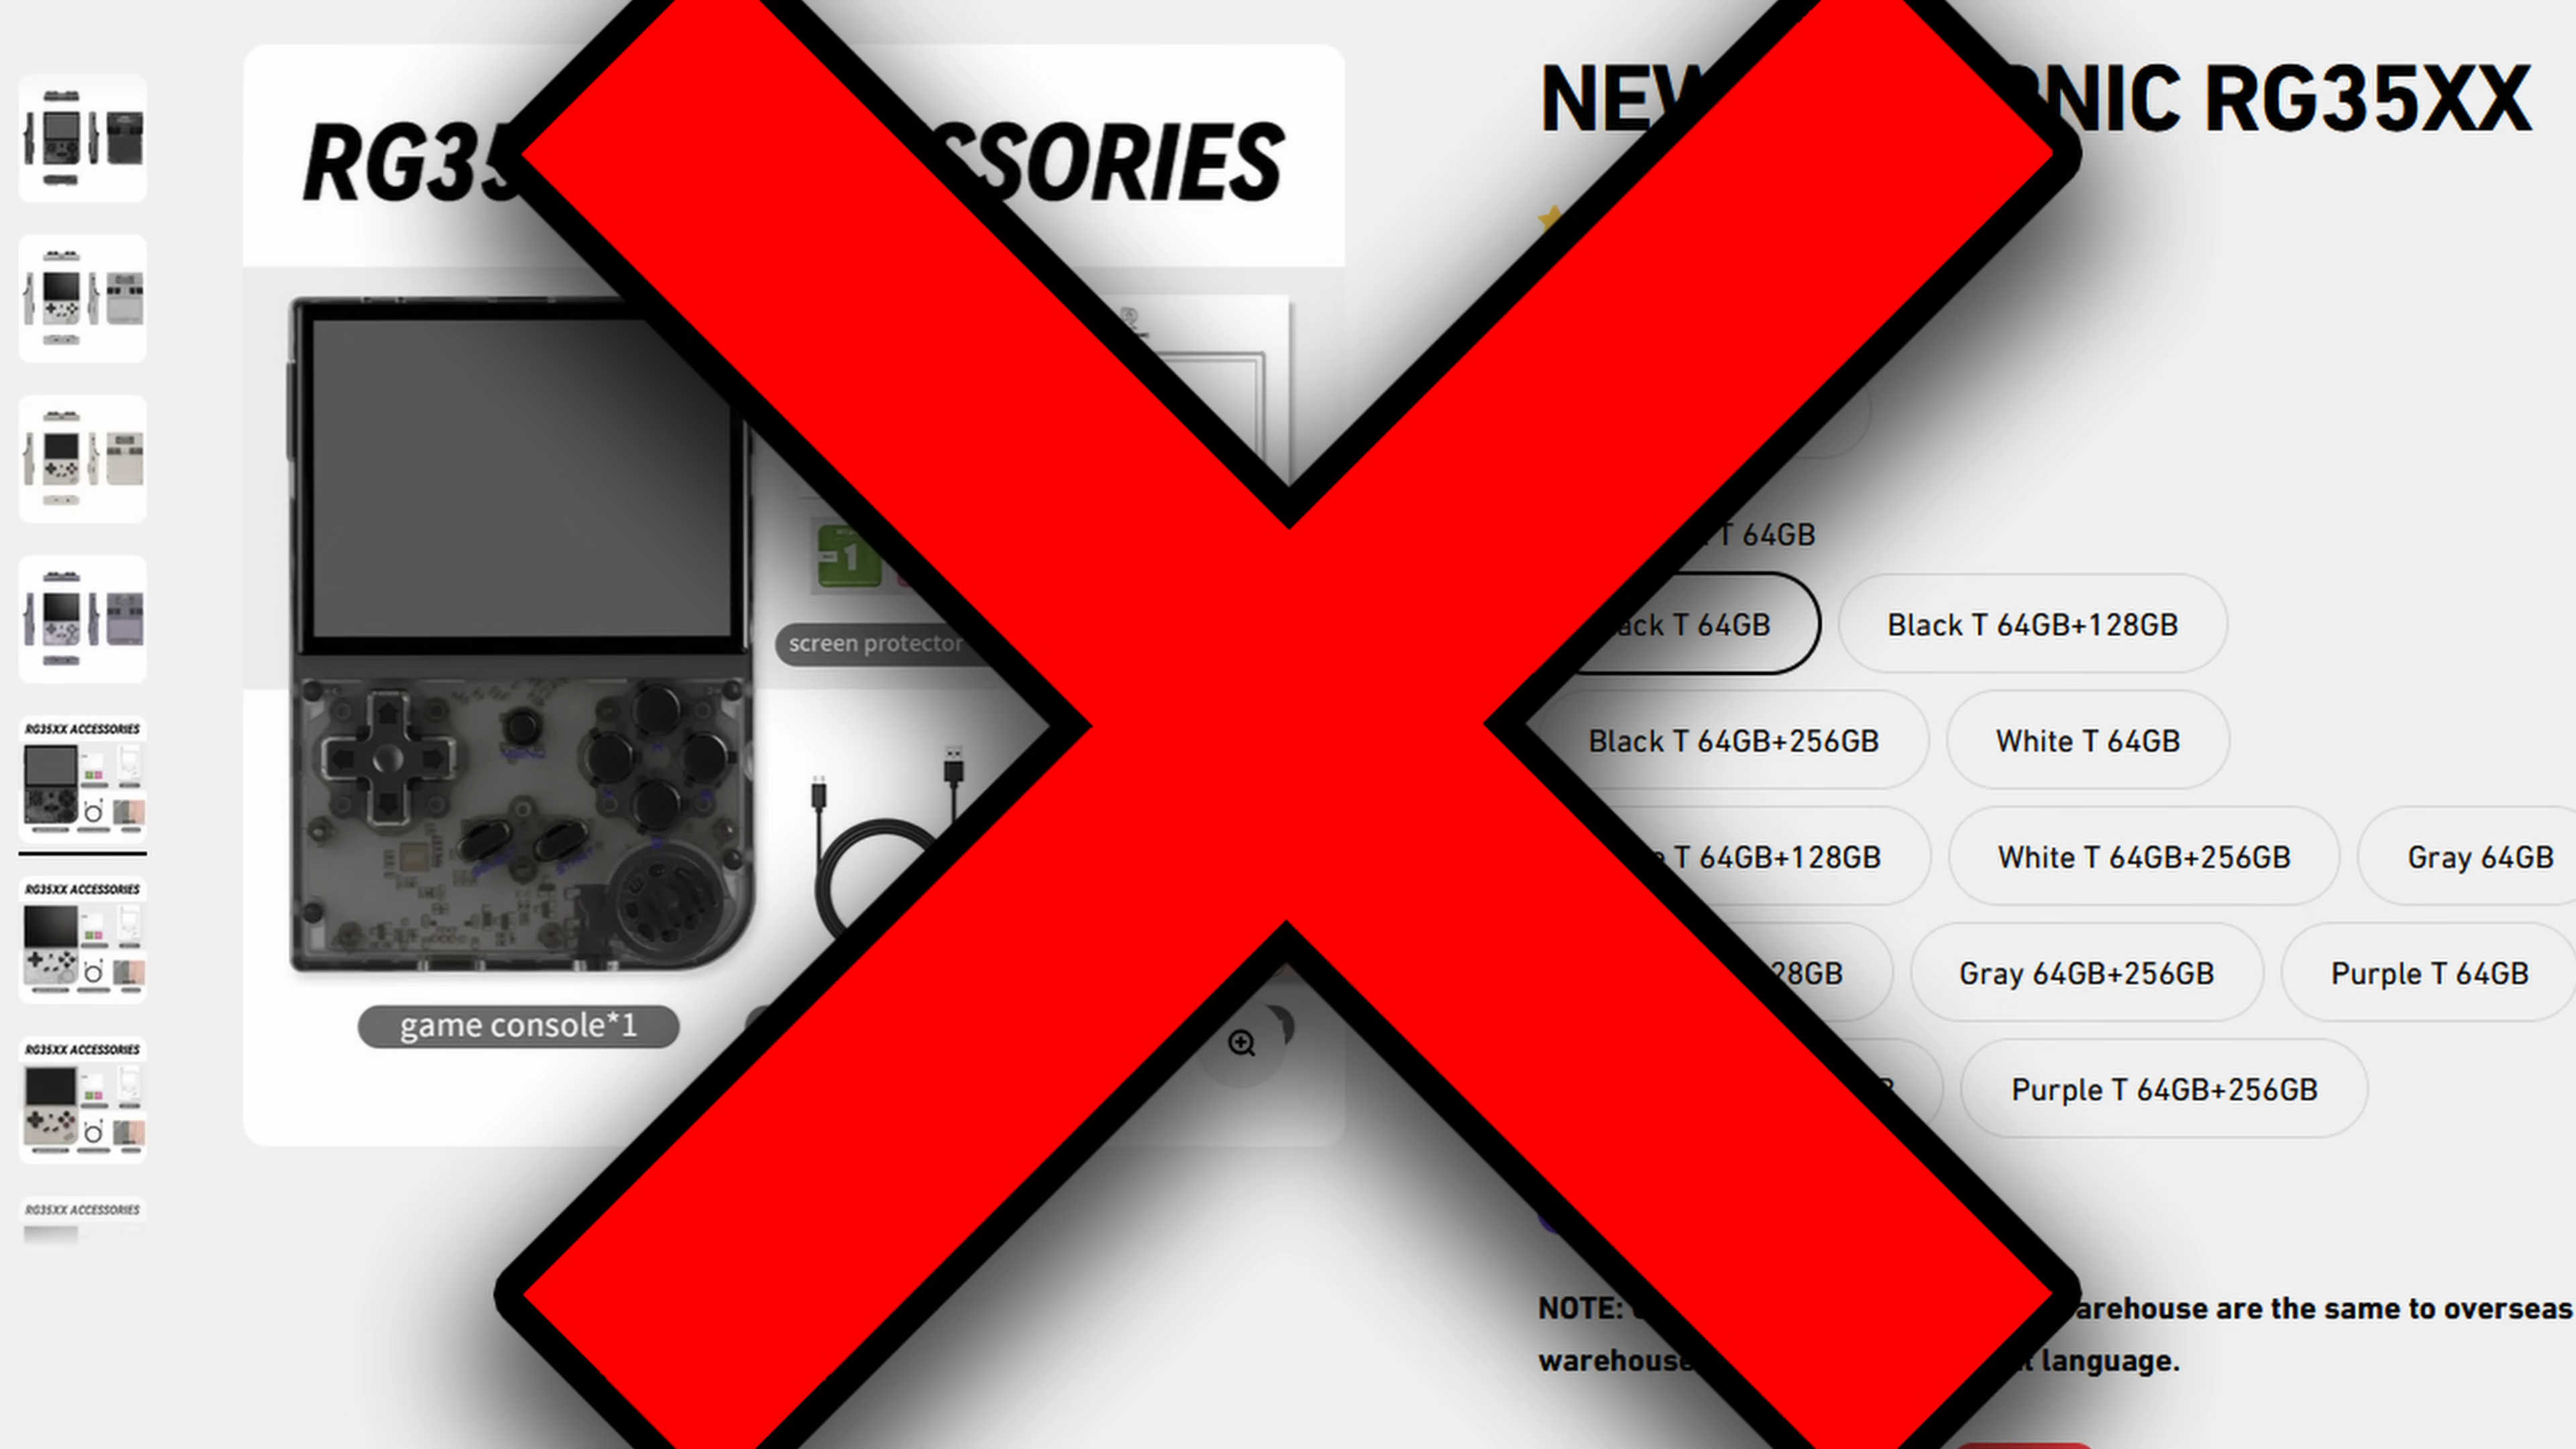 RG35
SSORIES
NEW
NIC RG35XX
screen protector
game console*1
T 64GB
ack T 64GB
Black T 64GB+128GB
Black T 64GB+256GB
White T 64GB
T 64GB+128GB
White T 64GB+256GB
Gray 64GB
28GB
Gray 64GB+256GB
Purple T 64GB
Purple T 64GB+256GB
NOTE:
arehouse are the same to overseas
warehouse
language.
RG35XX ACCESSORIES
RG35XX ACCESSORIES
RG35XX ACCESSORIES
RG35XX ACCESSORIES